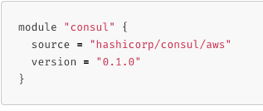 module "consul" {
  source = "hashicorp/consul/aws"
  version = "0.1.0"
}